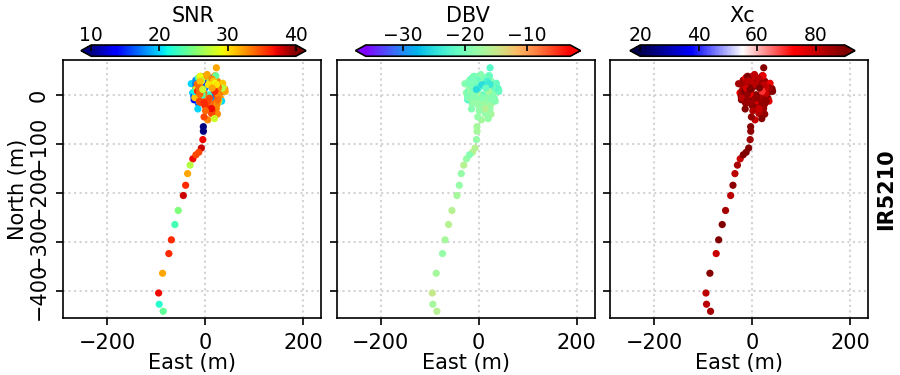 SNR DBV Xc
10 20 30 40 −30 −20 −10 20 40 60 80
North (m)
0
−100
−200
−300
−400
IR5210
−200 0 200 −200 0 200 −200 0 200
East (m) East (m) East (m)